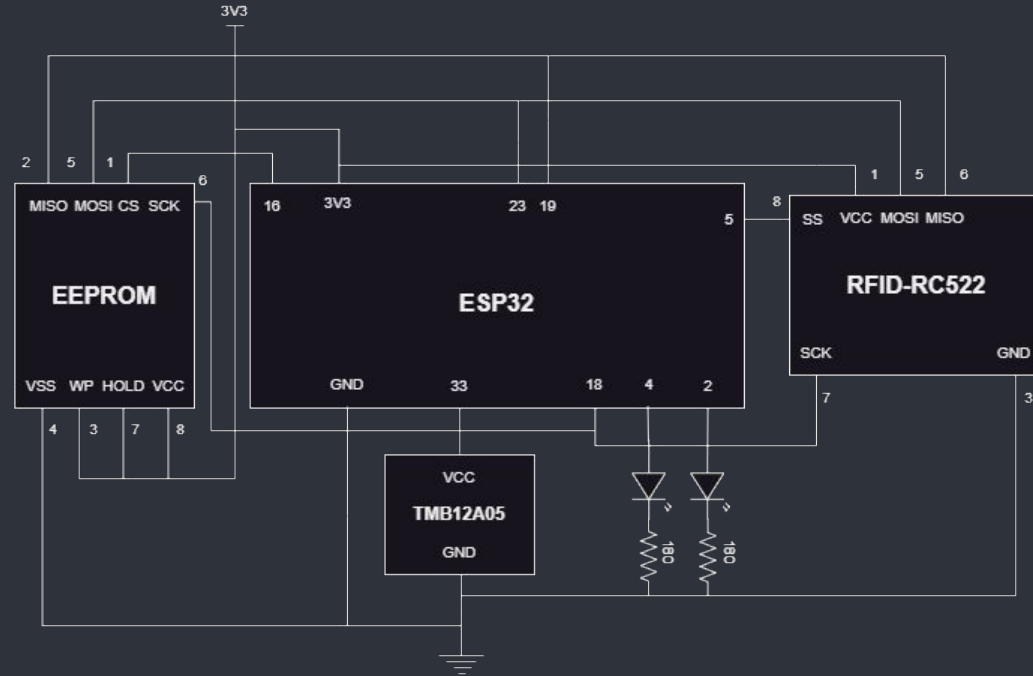 3V3
2 5 1
6
1 5 6
MISO MOSI CS SCK
16 3V3 23 19
5
8
SS VCC MOSI MISO
EEPROM
ESP32
RFID-RC522
SCK
GND
VSS WP HOLD VCC
GND 33 18 4 2
4 3 7 8
7
3
VCC
TMB12A05
GND
180
180